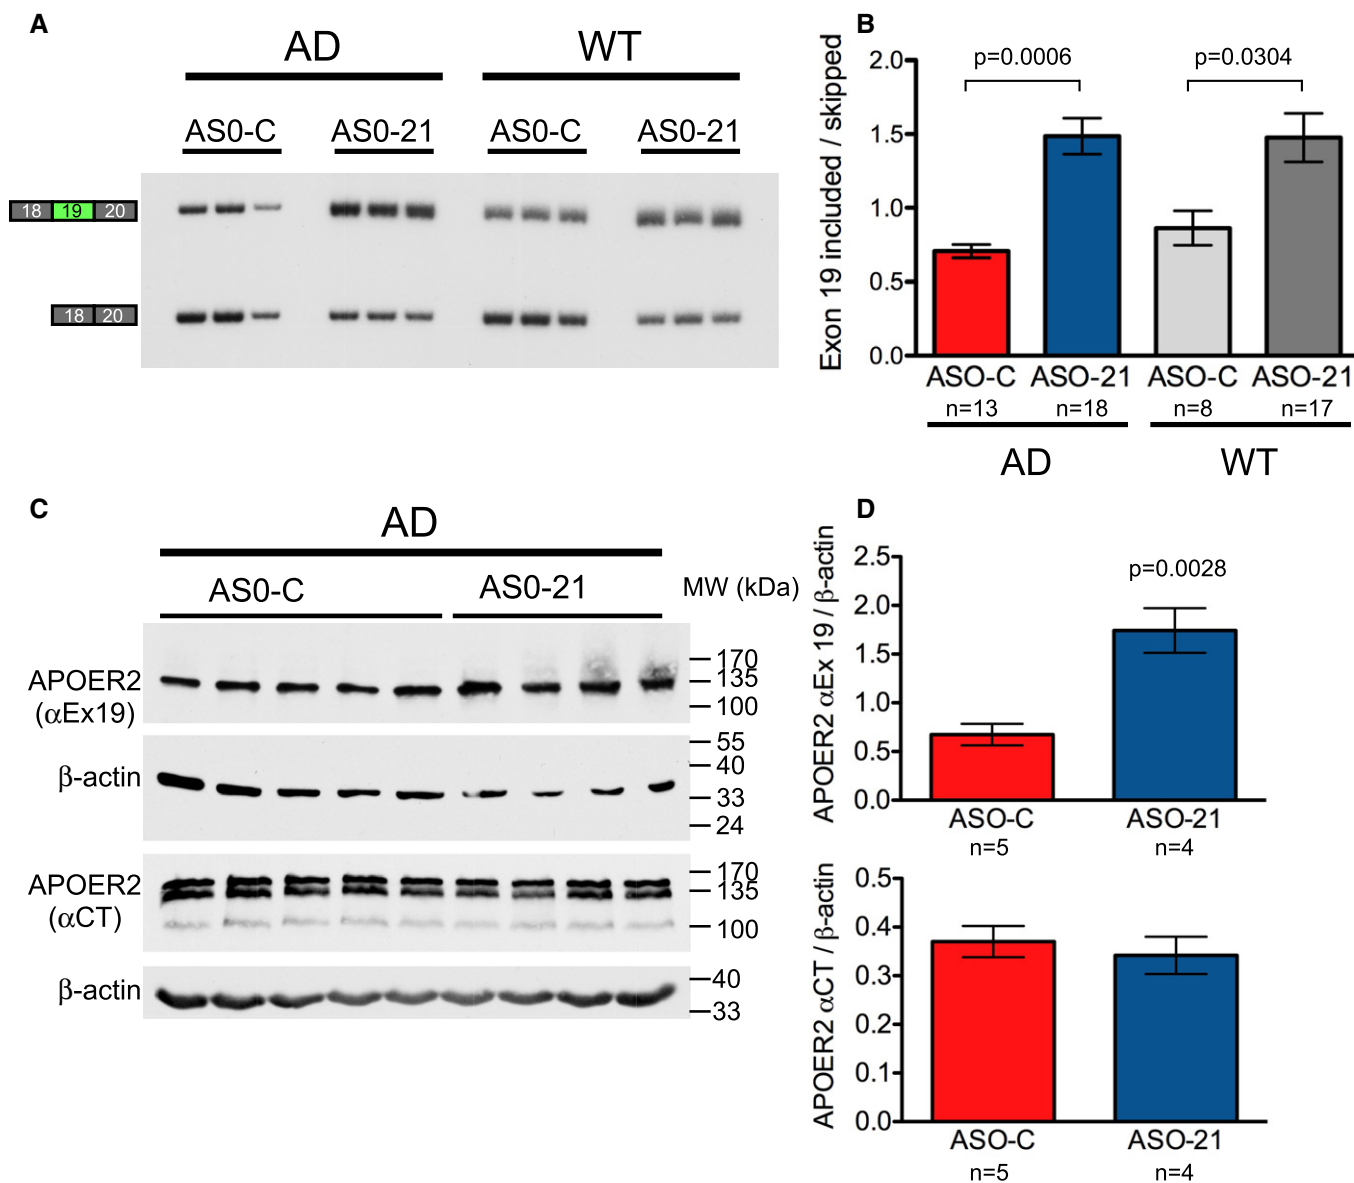 A
AD WT
AS0-C AS0-21 AS0-C AS0-21
18 19 20
18 20
B
Exon 19 included / skipped
2.0
1.5
1.0
0.5
0.0
p=0.0006 p=0.0304
ASO-C ASO-21 ASO-C ASO-21
n=13 n=18 n=8 n=17
AD WT
C
AD
AS0-C AS0-21 MW (kDa)
APOER2
(αEx19)
170
135
100
β-actin
55
40
33
24
APOER2
(αCT)
170
135
100
β-actin
40
33
D
APOER2 αEx 19 / β-actin
2.5
2.0
1.5
1.0
0.5
0.0
p=0.0028
ASO-C ASO-21
n=5 n=4
APOER2 αCT / β-actin
0.5
0.4
0.3
0.2
0.1
0.0
ASO-C ASO-21
n=5 n=4